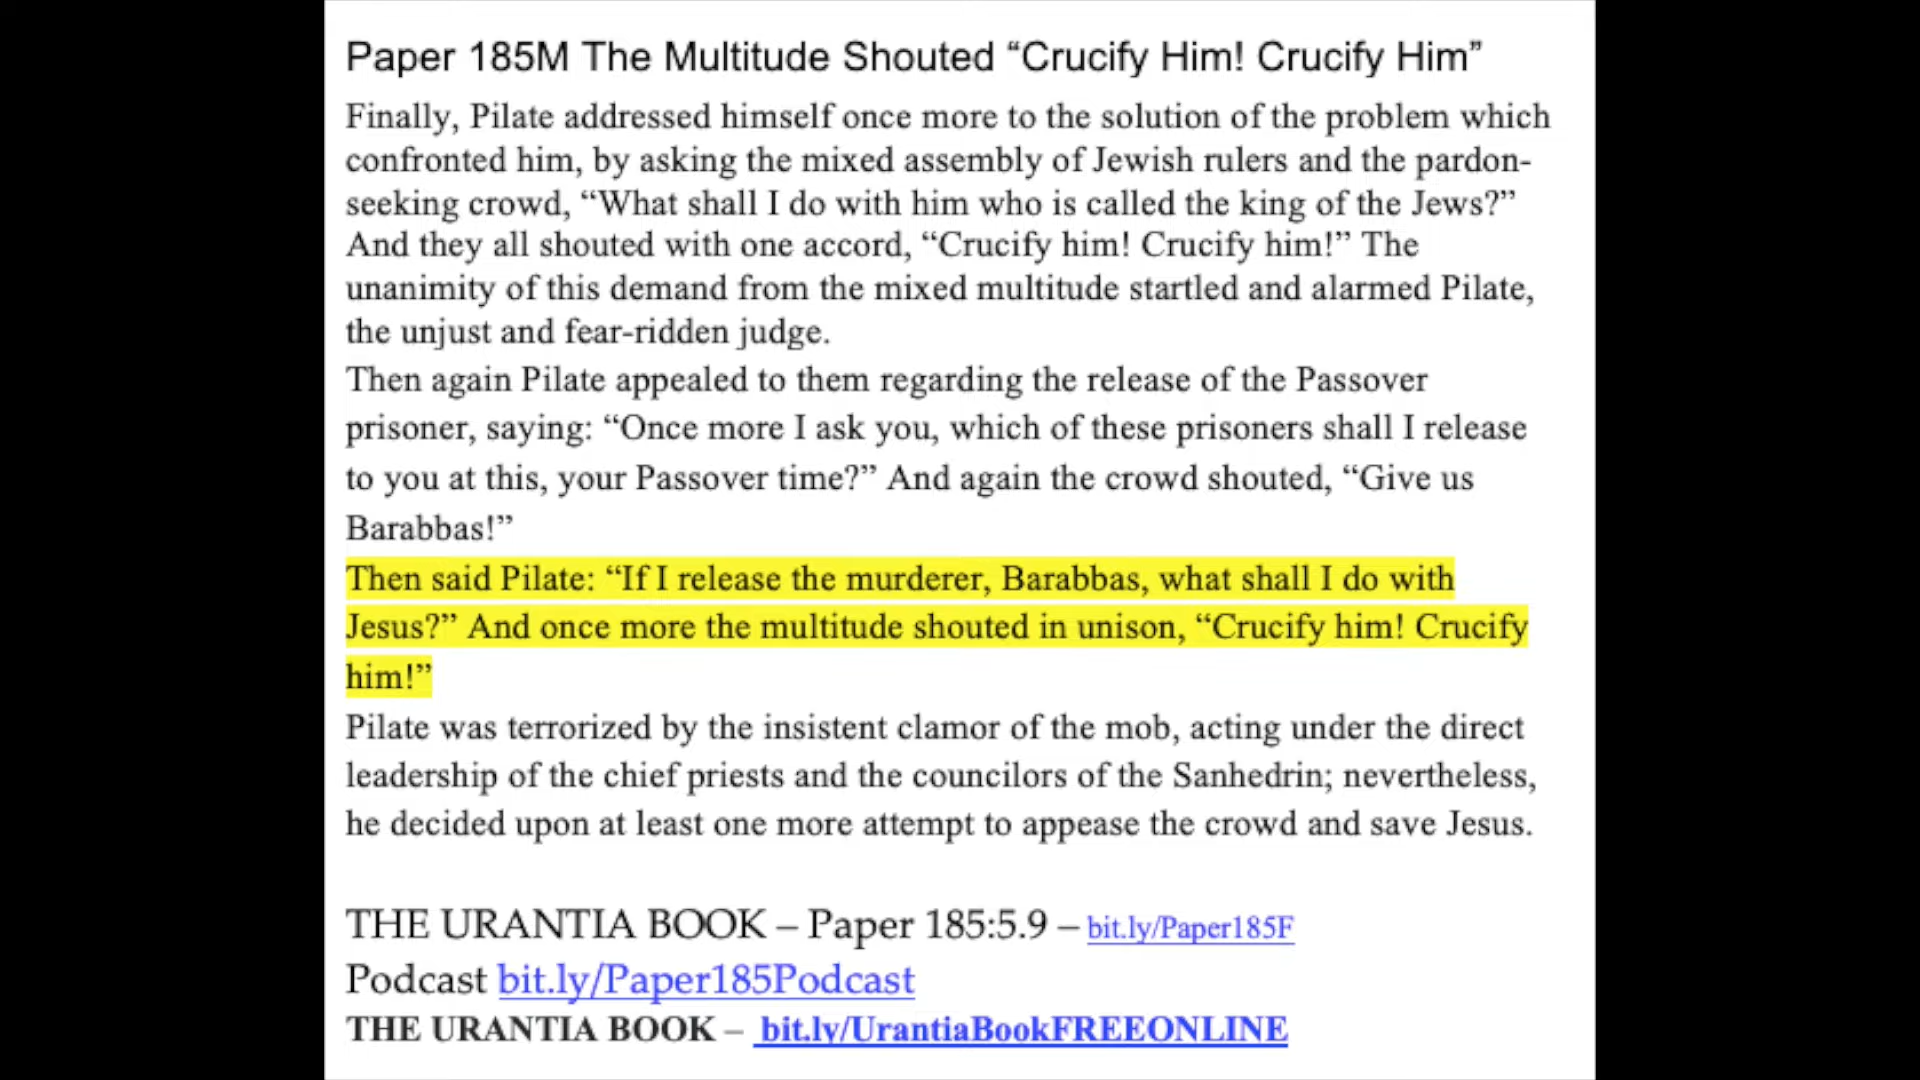 Paper 185M The Multitude Shouted “Crucify Him! Crucify Him”
Finally, Pilate addressed himself once more to the solution of the problem which
confronted him, by asking the mixed assembly of Jewish rulers and the pardon-
seeking crowd, “What shall I do with him who is called the king of the Jews?”
And they all shouted with one accord, “Crucify him! Crucify him!” The
unanimity of this demand from the mixed multitude startled and alarmed Pilate,
the unjust and fear-ridden judge.
Then again Pilate appealed to them regarding the release of the Passover
prisoner, saying: “Once more I ask you, which of these prisoners shall I release
to you at this, your Passover time?” And again the crowd shouted, “Give us
Barabbas!”
Then said Pilate: “If I release the murderer, Barabbas, what shall I do with
Jesus?” And once more the multitude shouted in unison, “Crucify him! Crucify
him!”
Pilate was terrorized by the insistent clamor of the mob, acting under the direct
leadership of the chief priests and the councilors of the Sanhedrin; nevertheless,
he decided upon at least one more attempt to appease the crowd and save Jesus.
THE URANTIA BOOK – Paper 185:5.9 – bit.ly/Paper185F
Podcast bit.ly/Paper185Podcast
THE URANTIA BOOK – bit.ly/UrantiaBookFREEONLINE